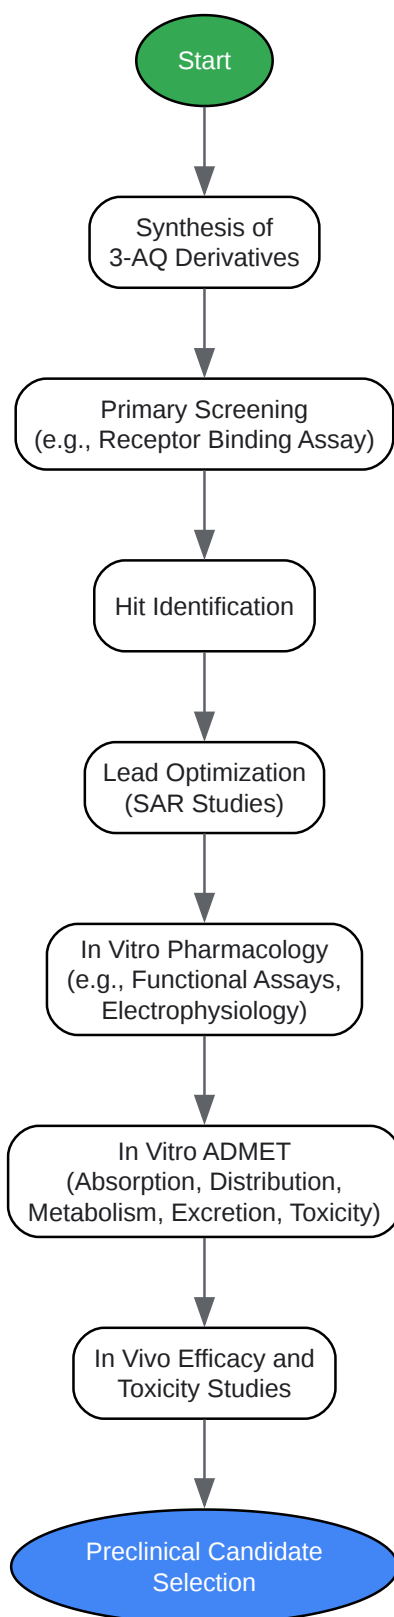 Start
Synthesis of
3-AQ Derivatives
Primary Screening
(e.g., Receptor Binding Assay)
Hit Identification
Lead Optimization
(SAR Studies)
In Vitro Pharmacology
(e.g., Functional Assays,
Electrophysiology)
In Vitro ADMET
(Absorption, Distribution,
Metabolism, Excretion, Toxicity)
In Vivo Efficacy and
Toxicity Studies
Preclinical Candidate
Selection